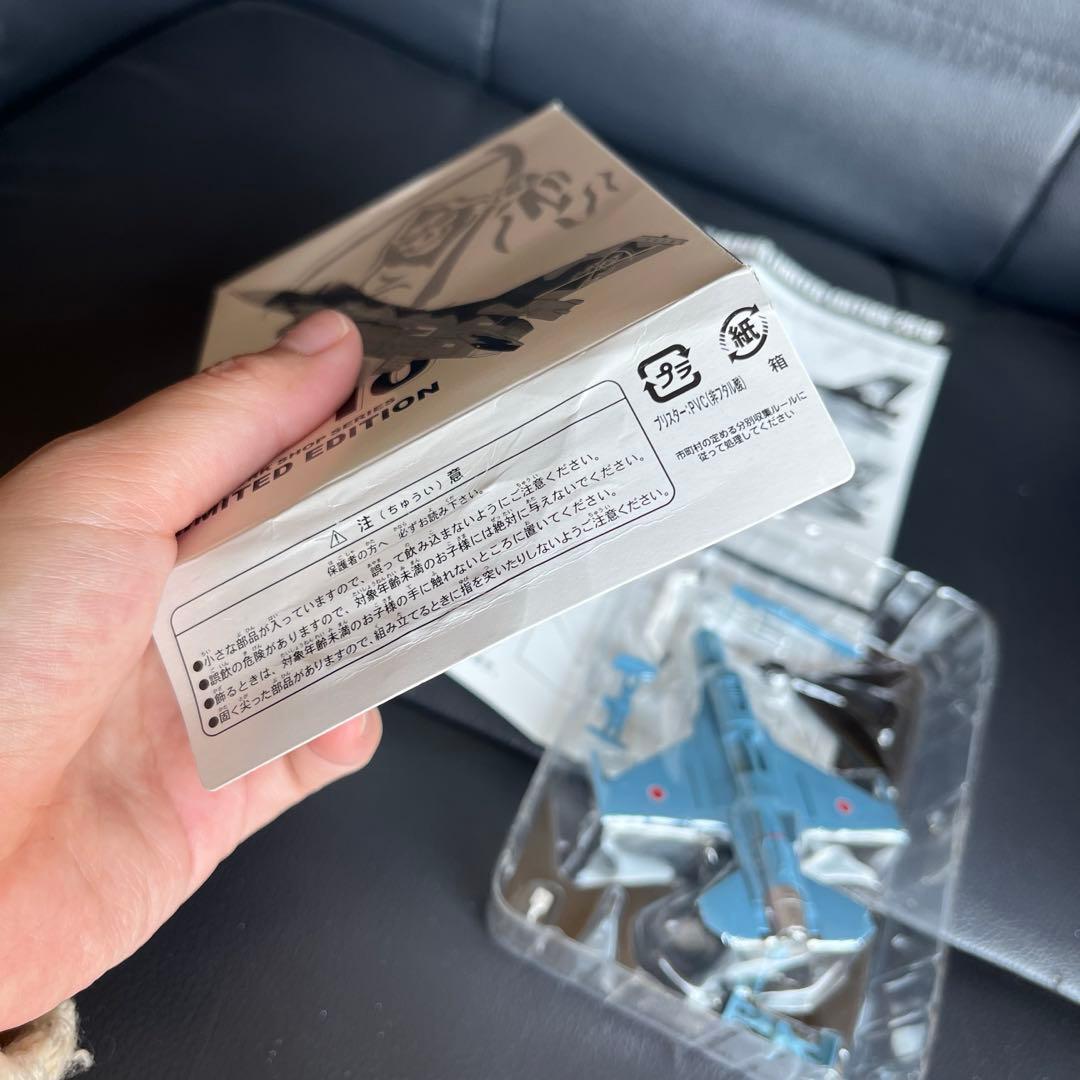 SHOP SERIES
LIMITED EDITION
⚠ 注(ちゅうい)意
保護者の方へ 必ずお読み下さい。
●小さな部品が入っていますので、誤って飲み込まないようにご注意ください。
●誤飲の危険がありますので、対象年齢未満のお子様には絶対に与えないでください。
●飾るときは、対象年齢未満のお子様の手に触れないところに置いてください。
●固く尖った部品がありますので、組み立てるときに指を突いたりしないようご注意ください。
プラ
紙
箱
ブリスター:PVC(非フタル酸)
市町村の定める分別収集ルールに
従って処理してください